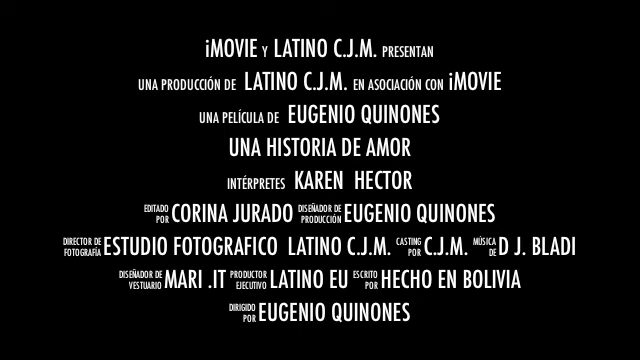 iMOVIE Y LATINO C.J.M. PRESENTAN
UNA PRODUCCIÓN DE LATINO C.J.M. EN ASOCIACIÓN CON iMOVIE
UNA PELÍCULA DE EUGENIO QUINONES
UNA HISTORIA DE AMOR
INTÉRPRETES KAREN HECTOR
EDITADO POR CORINA JURADO DISEÑADOR DE PRODUCCIÓN EUGENIO QUINONES
DIRECTOR DE FOTOGRAFÍA ESTUDIO FOTOGRAFICO LATINO C.J.M. CASTING POR C.J.M. MÚSICA DE D J. BLADI
DISEÑADOR DE VESTUARIO MARI .IT PRODUCTOR EJECUTIVO LATINO EU ESCRITO POR HECHO EN BOLIVIA
DIRIGIDO POR EUGENIO QUINONES